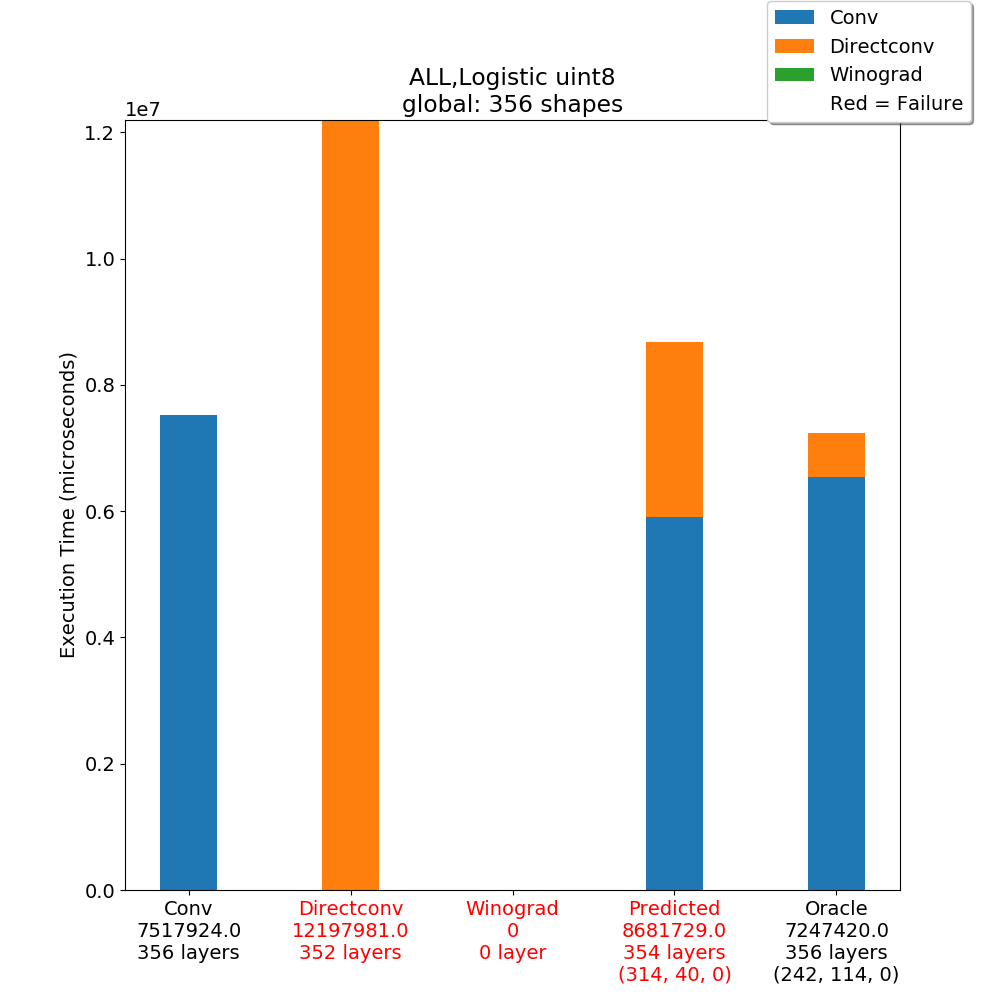 Conv
Directconv
Winograd
Red = Failure
ALL,Logistic uint8
global: 356 shapes
1e7
1.2
1.0
0.8
0.6
0.4
0.2
0.0
Execution Time (microseconds)
Conv
7517924.0
356 layers
Directconv
12197981.0
352 layers
Winograd
0
0 layer
Predicted
8681729.0
354 layers
(314, 40, 0)
Oracle
7247420.0
356 layers
(242, 114, 0)